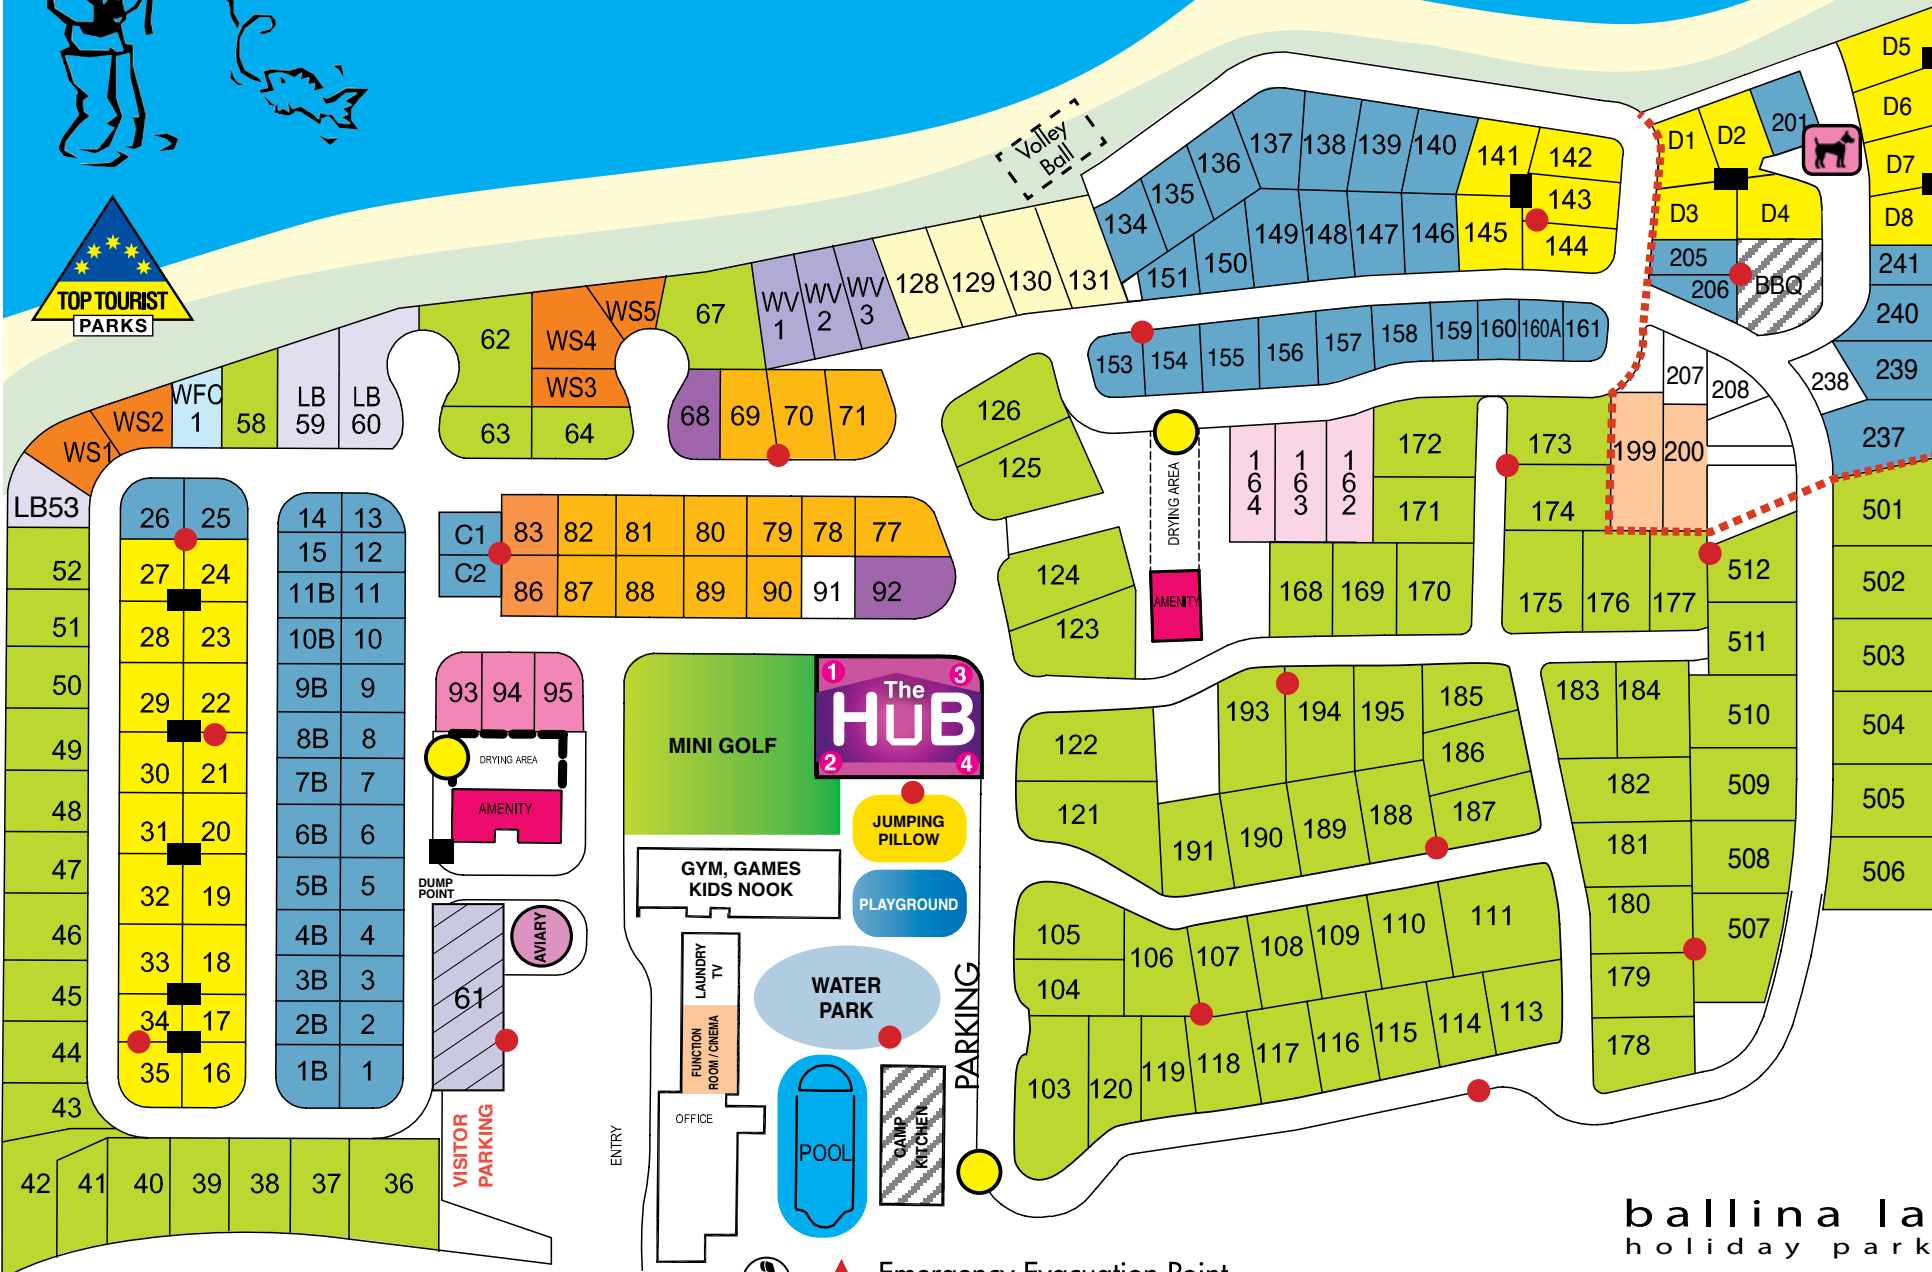 Volley
Ball
TOP TOURIST
PARKS
D5
D6
D7
D8
D1
D2
201
D3
D4
205
206
BBQ
241
240
239
238
237
207
208
199
200
134
135
136
137
138
139
140
141
142
143
144
145
146
147
148
149
150
151
153
154
155
156
157
158
159
160
160A
161
128
129
130
131
WV
1
WV
2
WV
3
67
WS5
WS4
WS3
62
63
64
68
69
70
71
LB
60
LB
59
58
WFC
1
WS2
WS1
LB53
52
51
50
49
48
47
46
45
44
43
42
41
40
39
38
37
36
26
25
27
24
28
23
29
22
30
21
31
20
32
19
33
18
34
17
35
16
14
13
15
12
11B
11
10B
10
9B
9
8B
8
7B
7
6B
6
5B
5
4B
4
3B
3
2B
2
1B
1
C1
C2
83
82
81
80
79
78
77
86
87
88
89
90
91
92
93
94
95
DRYING AREA
AMENITY
DUMP
POINT
AVIARY
61
VISITOR
PARKING
ENTRY
MINI GOLF
The
HUB
1
2
3
4
JUMPING
PILLOW
GYM, GAMES
KIDS NOOK
PLAYGROUND
LAUNDRY
TV
FUNCTION
ROOM / CINEMA
OFFICE
WATER
PARK
POOL
CAMP
KITCHEN
PARKING
126
125
124
123
122
121
DRYING AREA
AMENITY
164
163
162
172
171
173
174
168
169
170
175
176
177
193
194
195
185
186
187
188
189
190
191
183
184
182
181
180
179
178
105
104
106
107
108
109
110
111
103
120
119
118
117
116
115
114
113
512
511
510
509
508
507
501
502
503
504
505
506
ballina la
holiday park
Emergency Evacuation Point